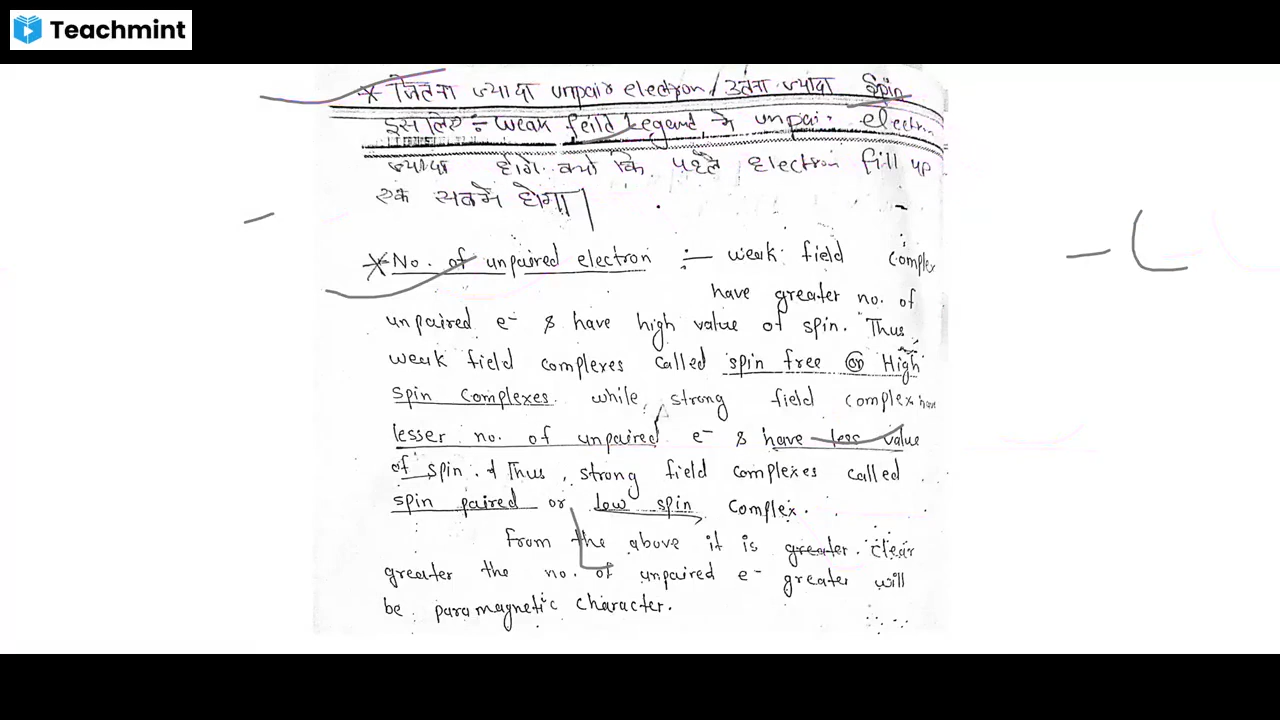 Teachmint
* जितना ज्यादा unpair electron, उतना ज्यादा spin
इसलिए :- weak feild legand में unpair electron
ज्यादा होंगे क्यों कि पहले electron fill up
एक सबमें होगा।
* No. of unpaired electron :- weak field complex
have greater no. of
unpaired e- & have high value of spin. Thus
weak field complexes called spin free or High
spin complexes while strong field complex have
lesser no. of unpaired e- & have less value
of spin. & Thus, strong field complexes called
spin paired or low spin complex.
from the above it is greater clear
greater the no. of unpaired e- greater will
be paramagnetic character.